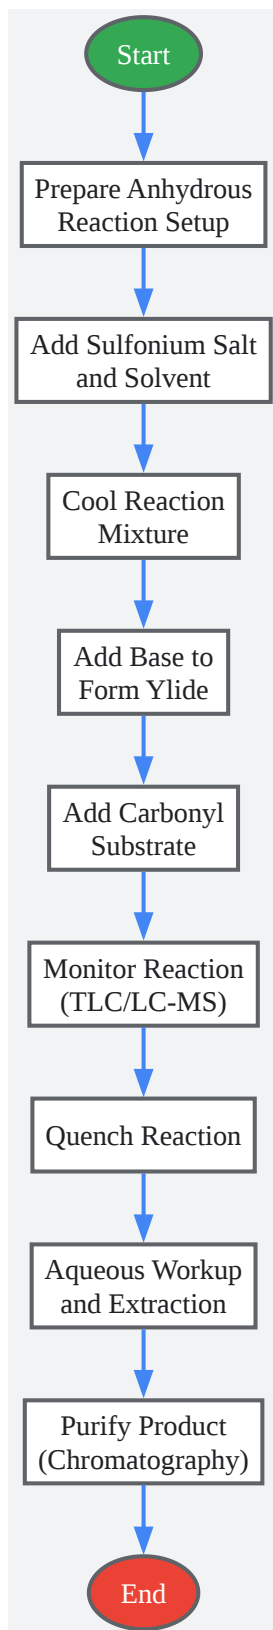 Start
Prepare Anhydrous
Reaction Setup
Add Sulfonium Salt
and Solvent
Cool Reaction
Mixture
Add Base to
Form Ylide
Add Carbonyl
Substrate
Monitor Reaction
(TLC/LC-MS)
Quench Reaction
Aqueous Workup
and Extraction
Purify Product
(Chromatography)
End